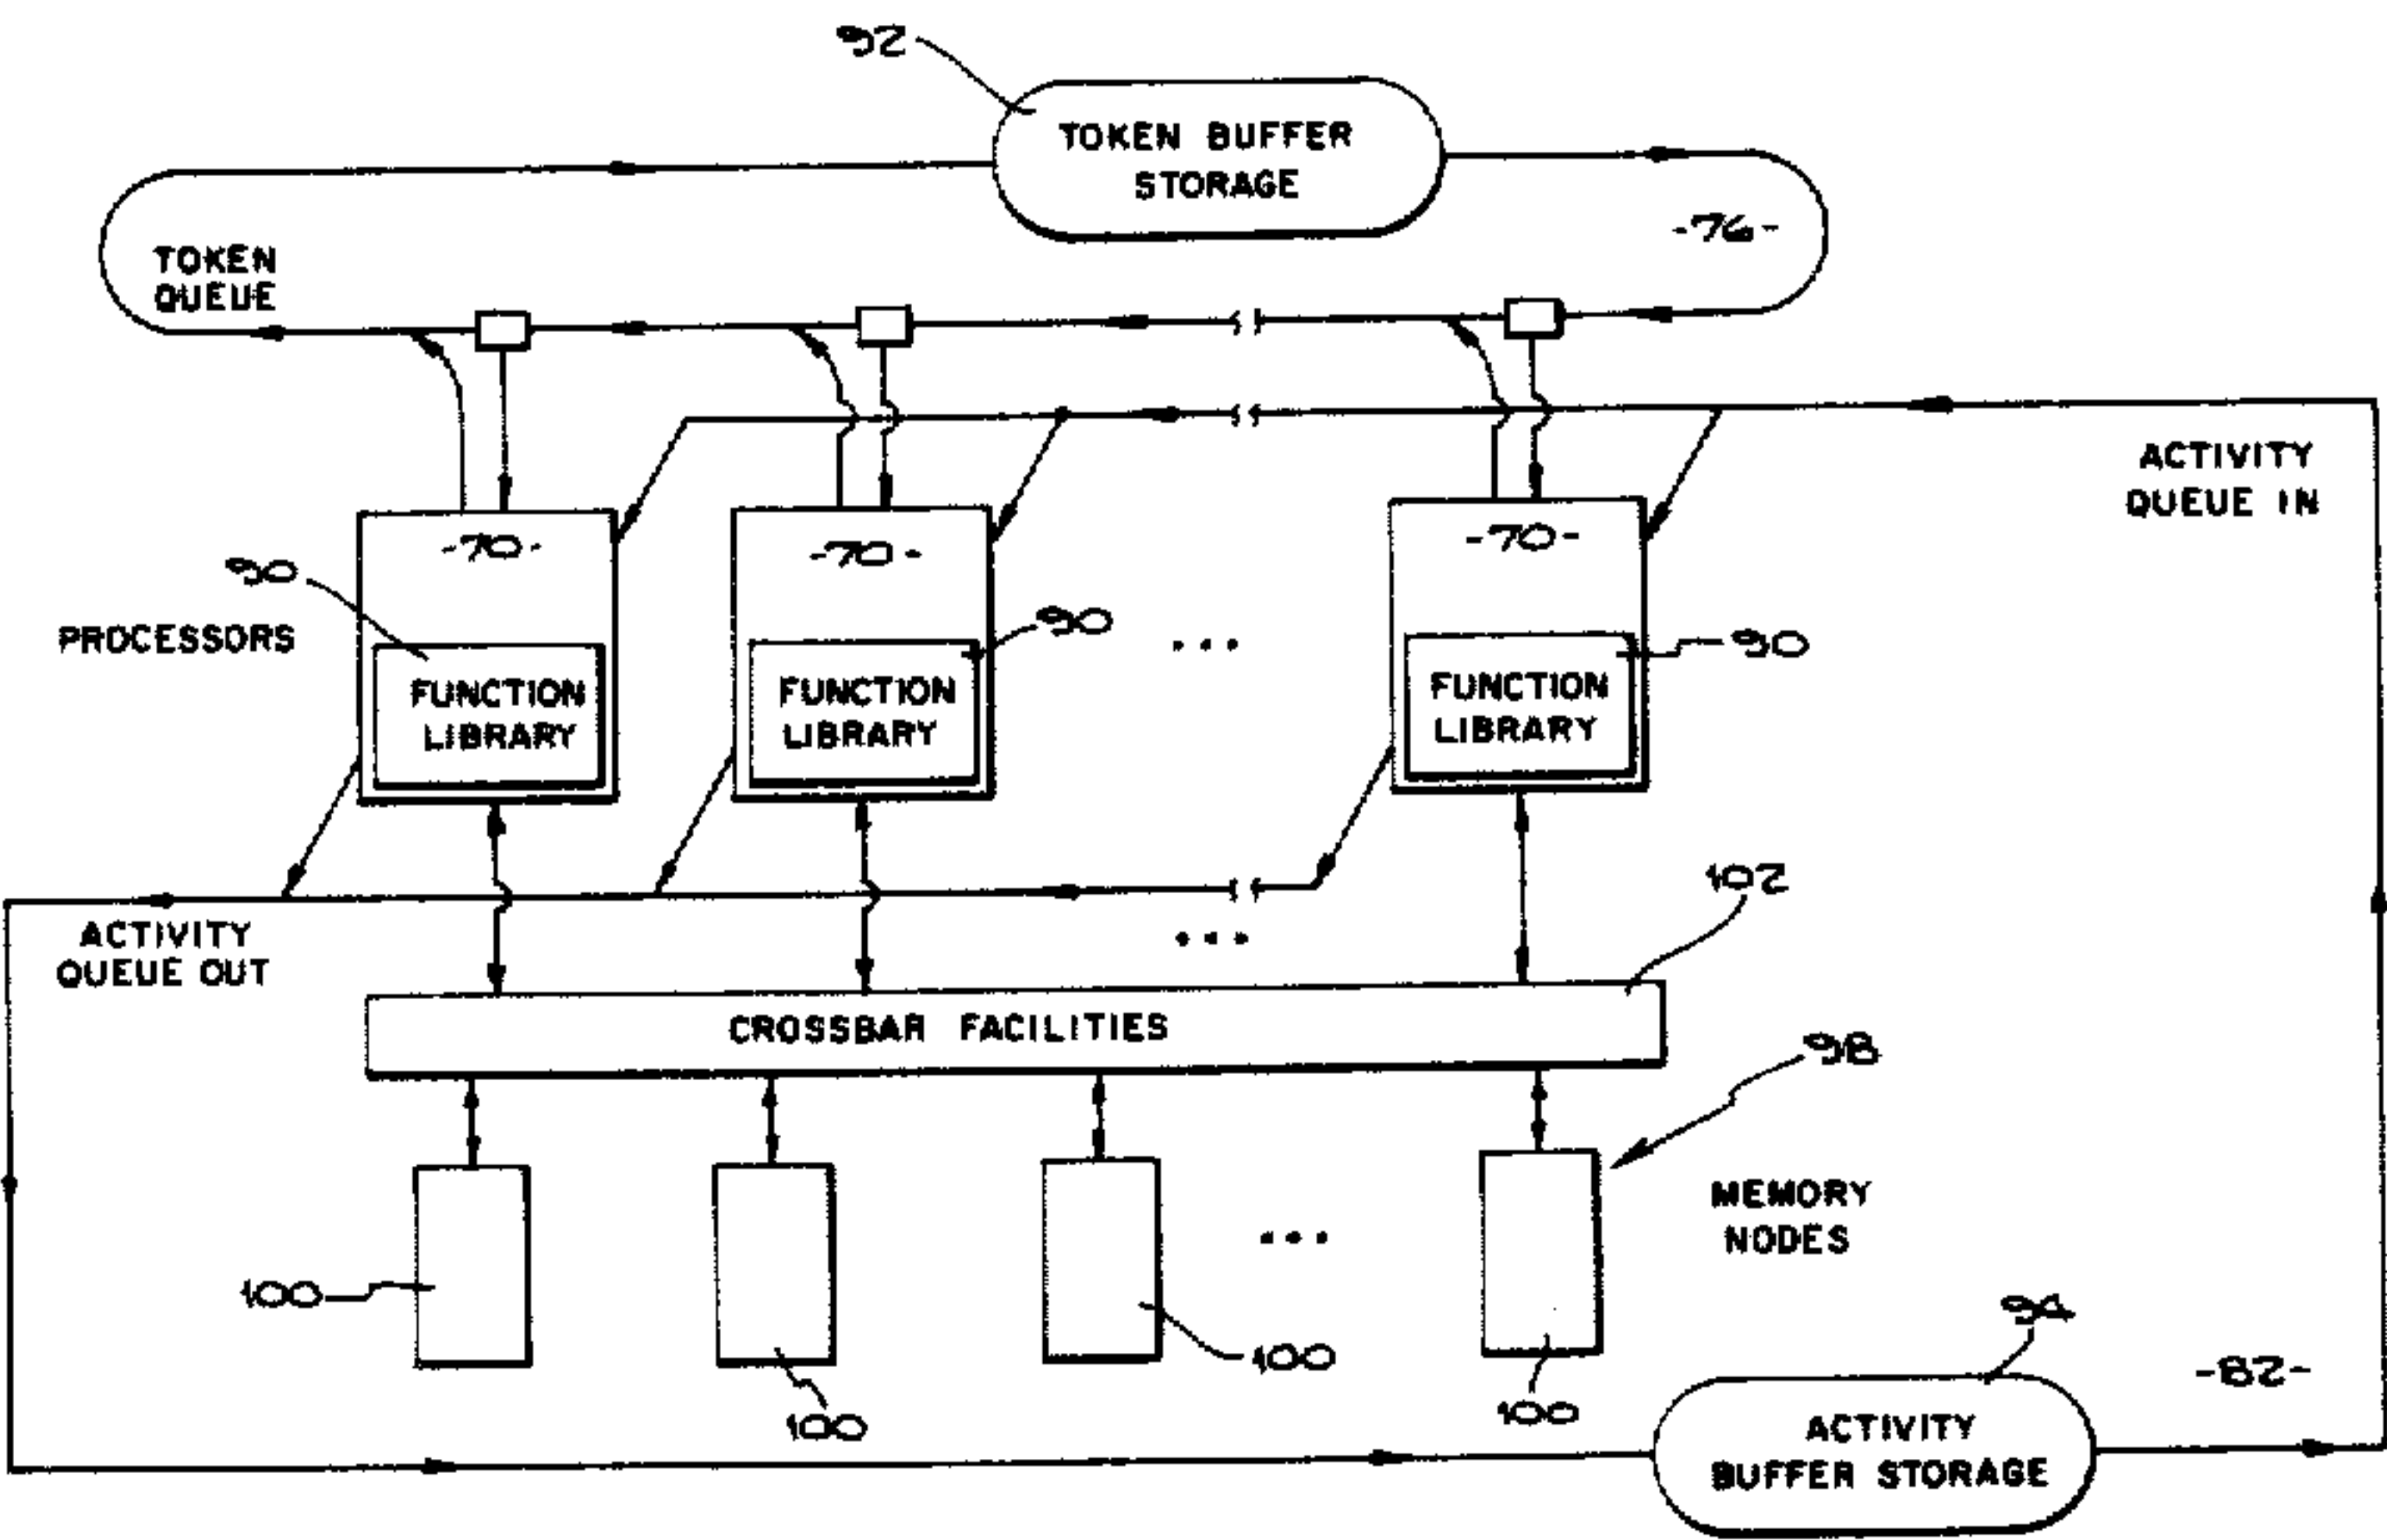 92
TOKEN BUFFER
STORAGE
-76-
TOKEN
QUEUE
ACTIVITY
QUEUE IN
-70-
-70-
-70-
90
PROCESSORS
90
90
FUNCTION
LIBRARY
FUNCTION
LIBRARY
FUNCTION
LIBRARY
102
ACTIVITY
QUEUE OUT
CROSSBAR FACILITIES
98
MEMORY
NODES
100
100
100
100
94
-82-
ACTIVITY
BUFFER STORAGE